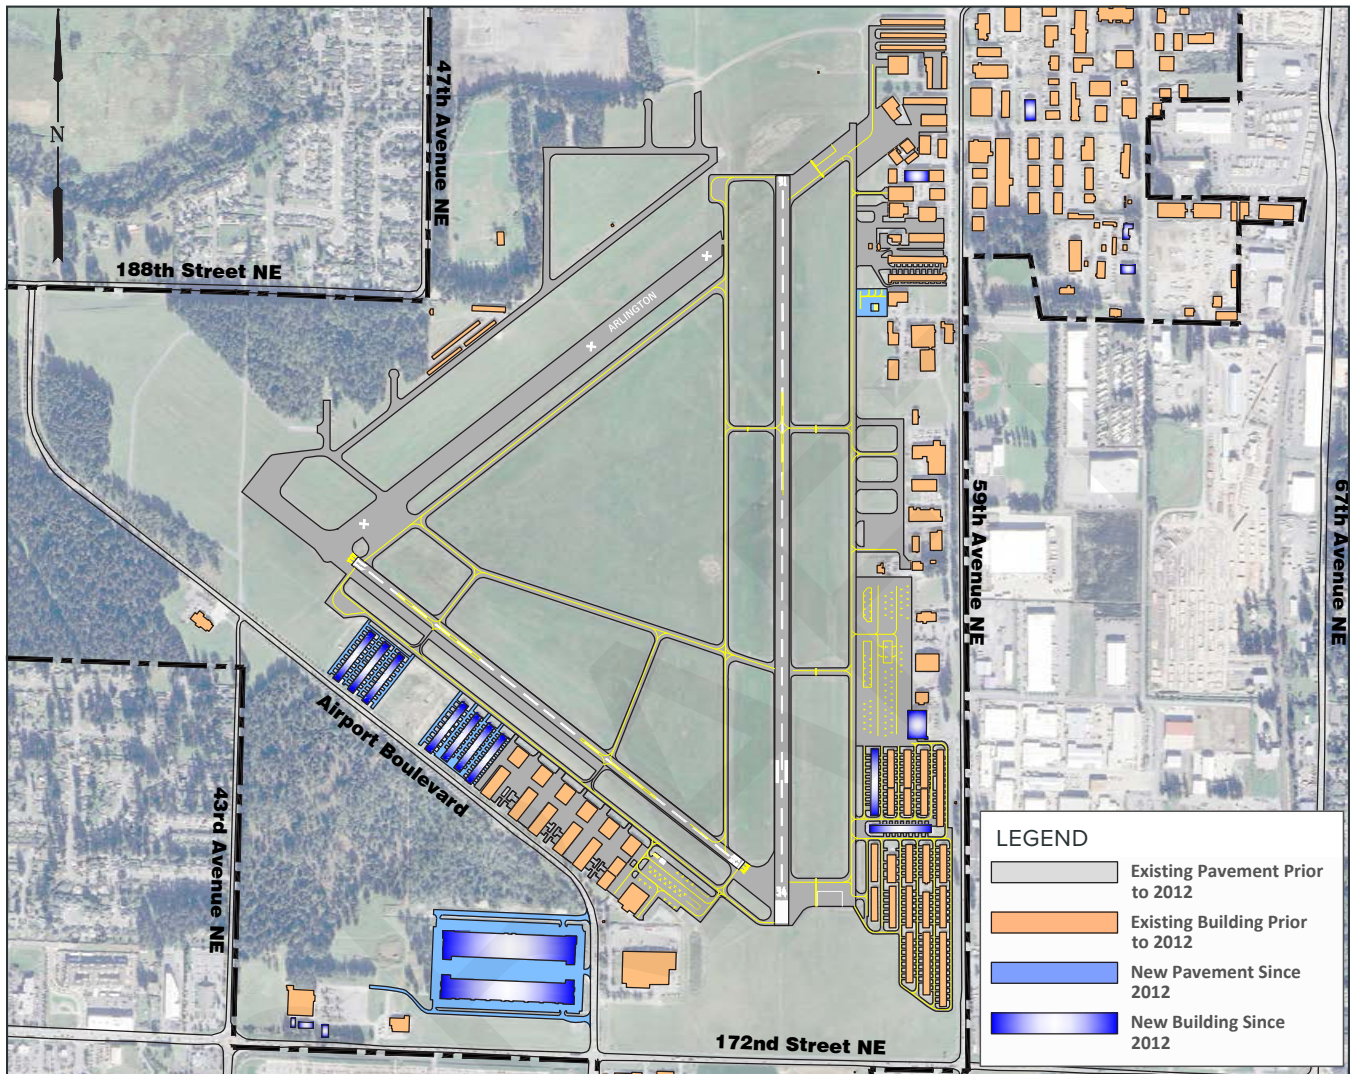 47th Avenue NE
N
188th Street NE
ARLINGTON
59th Avenue NE
67th Avenue NE
Airport Boulevard
43rd Avenue NE
34
172nd Street NE
LEGEND
Existing Pavement Prior
to 2012
Existing Building Prior
to 2012
New Pavement Since
2012
New Building Since
2012